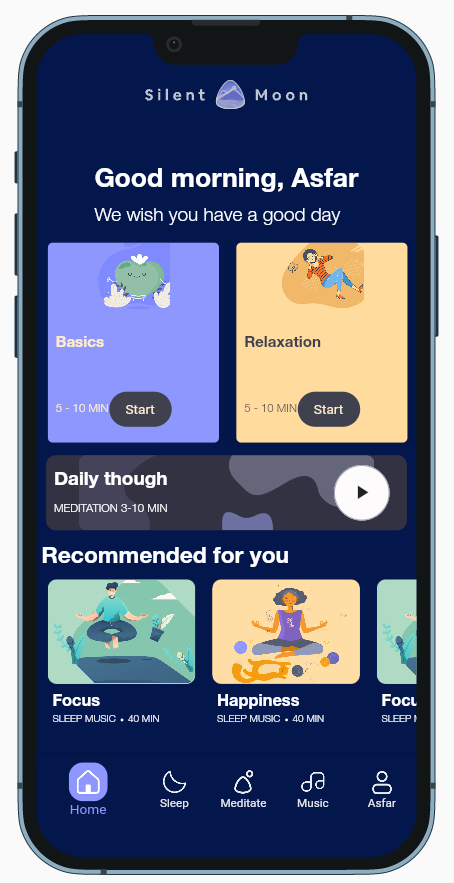 Silent Moon
Good morning, Asfar
We wish you have a good day
Basics
5 - 10 MIN Start
Relaxation
5 - 10 MIN Start
Daily though
MEDITATION 3-10 MIN
Recommended for you
Focus
SLEEP MUSIC • 40 MIN
Happiness
SLEEP MUSIC • 40 MIN
Focu
SLEEP M
Home Sleep Meditate Music Asfar